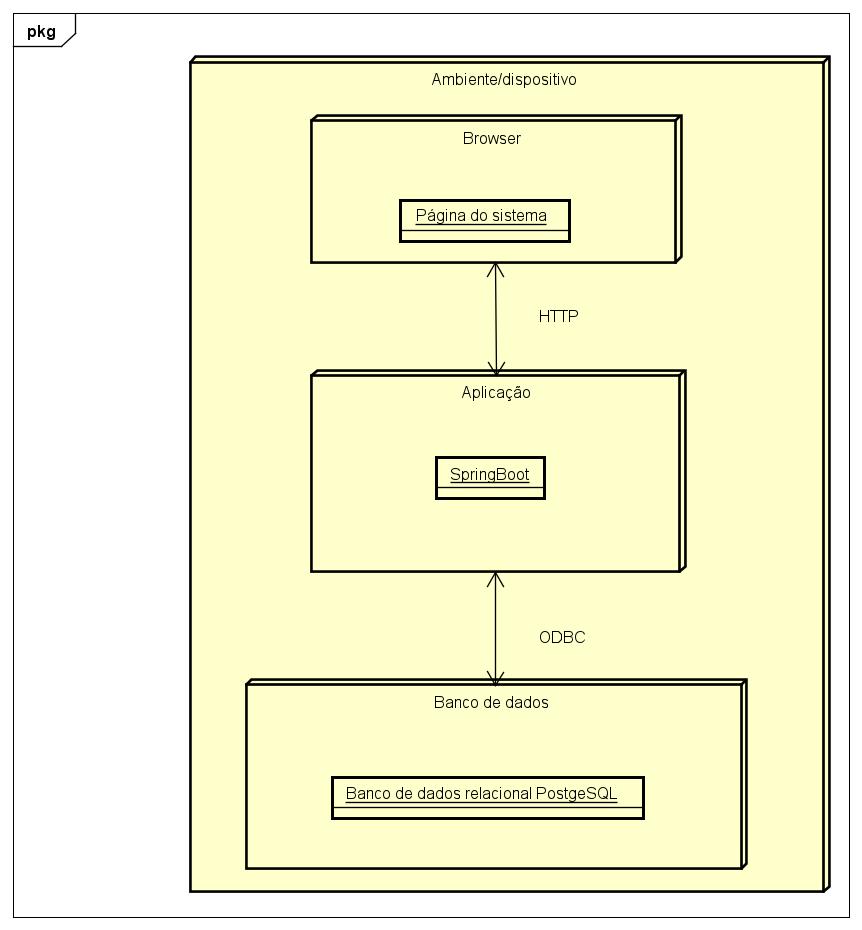 pkg
Ambiente/dispositivo
Browser
Página do sistema
HTTP
Aplicação
SpringBoot
ODBC
Banco de dados
Banco de dados relacional PostgeSQL